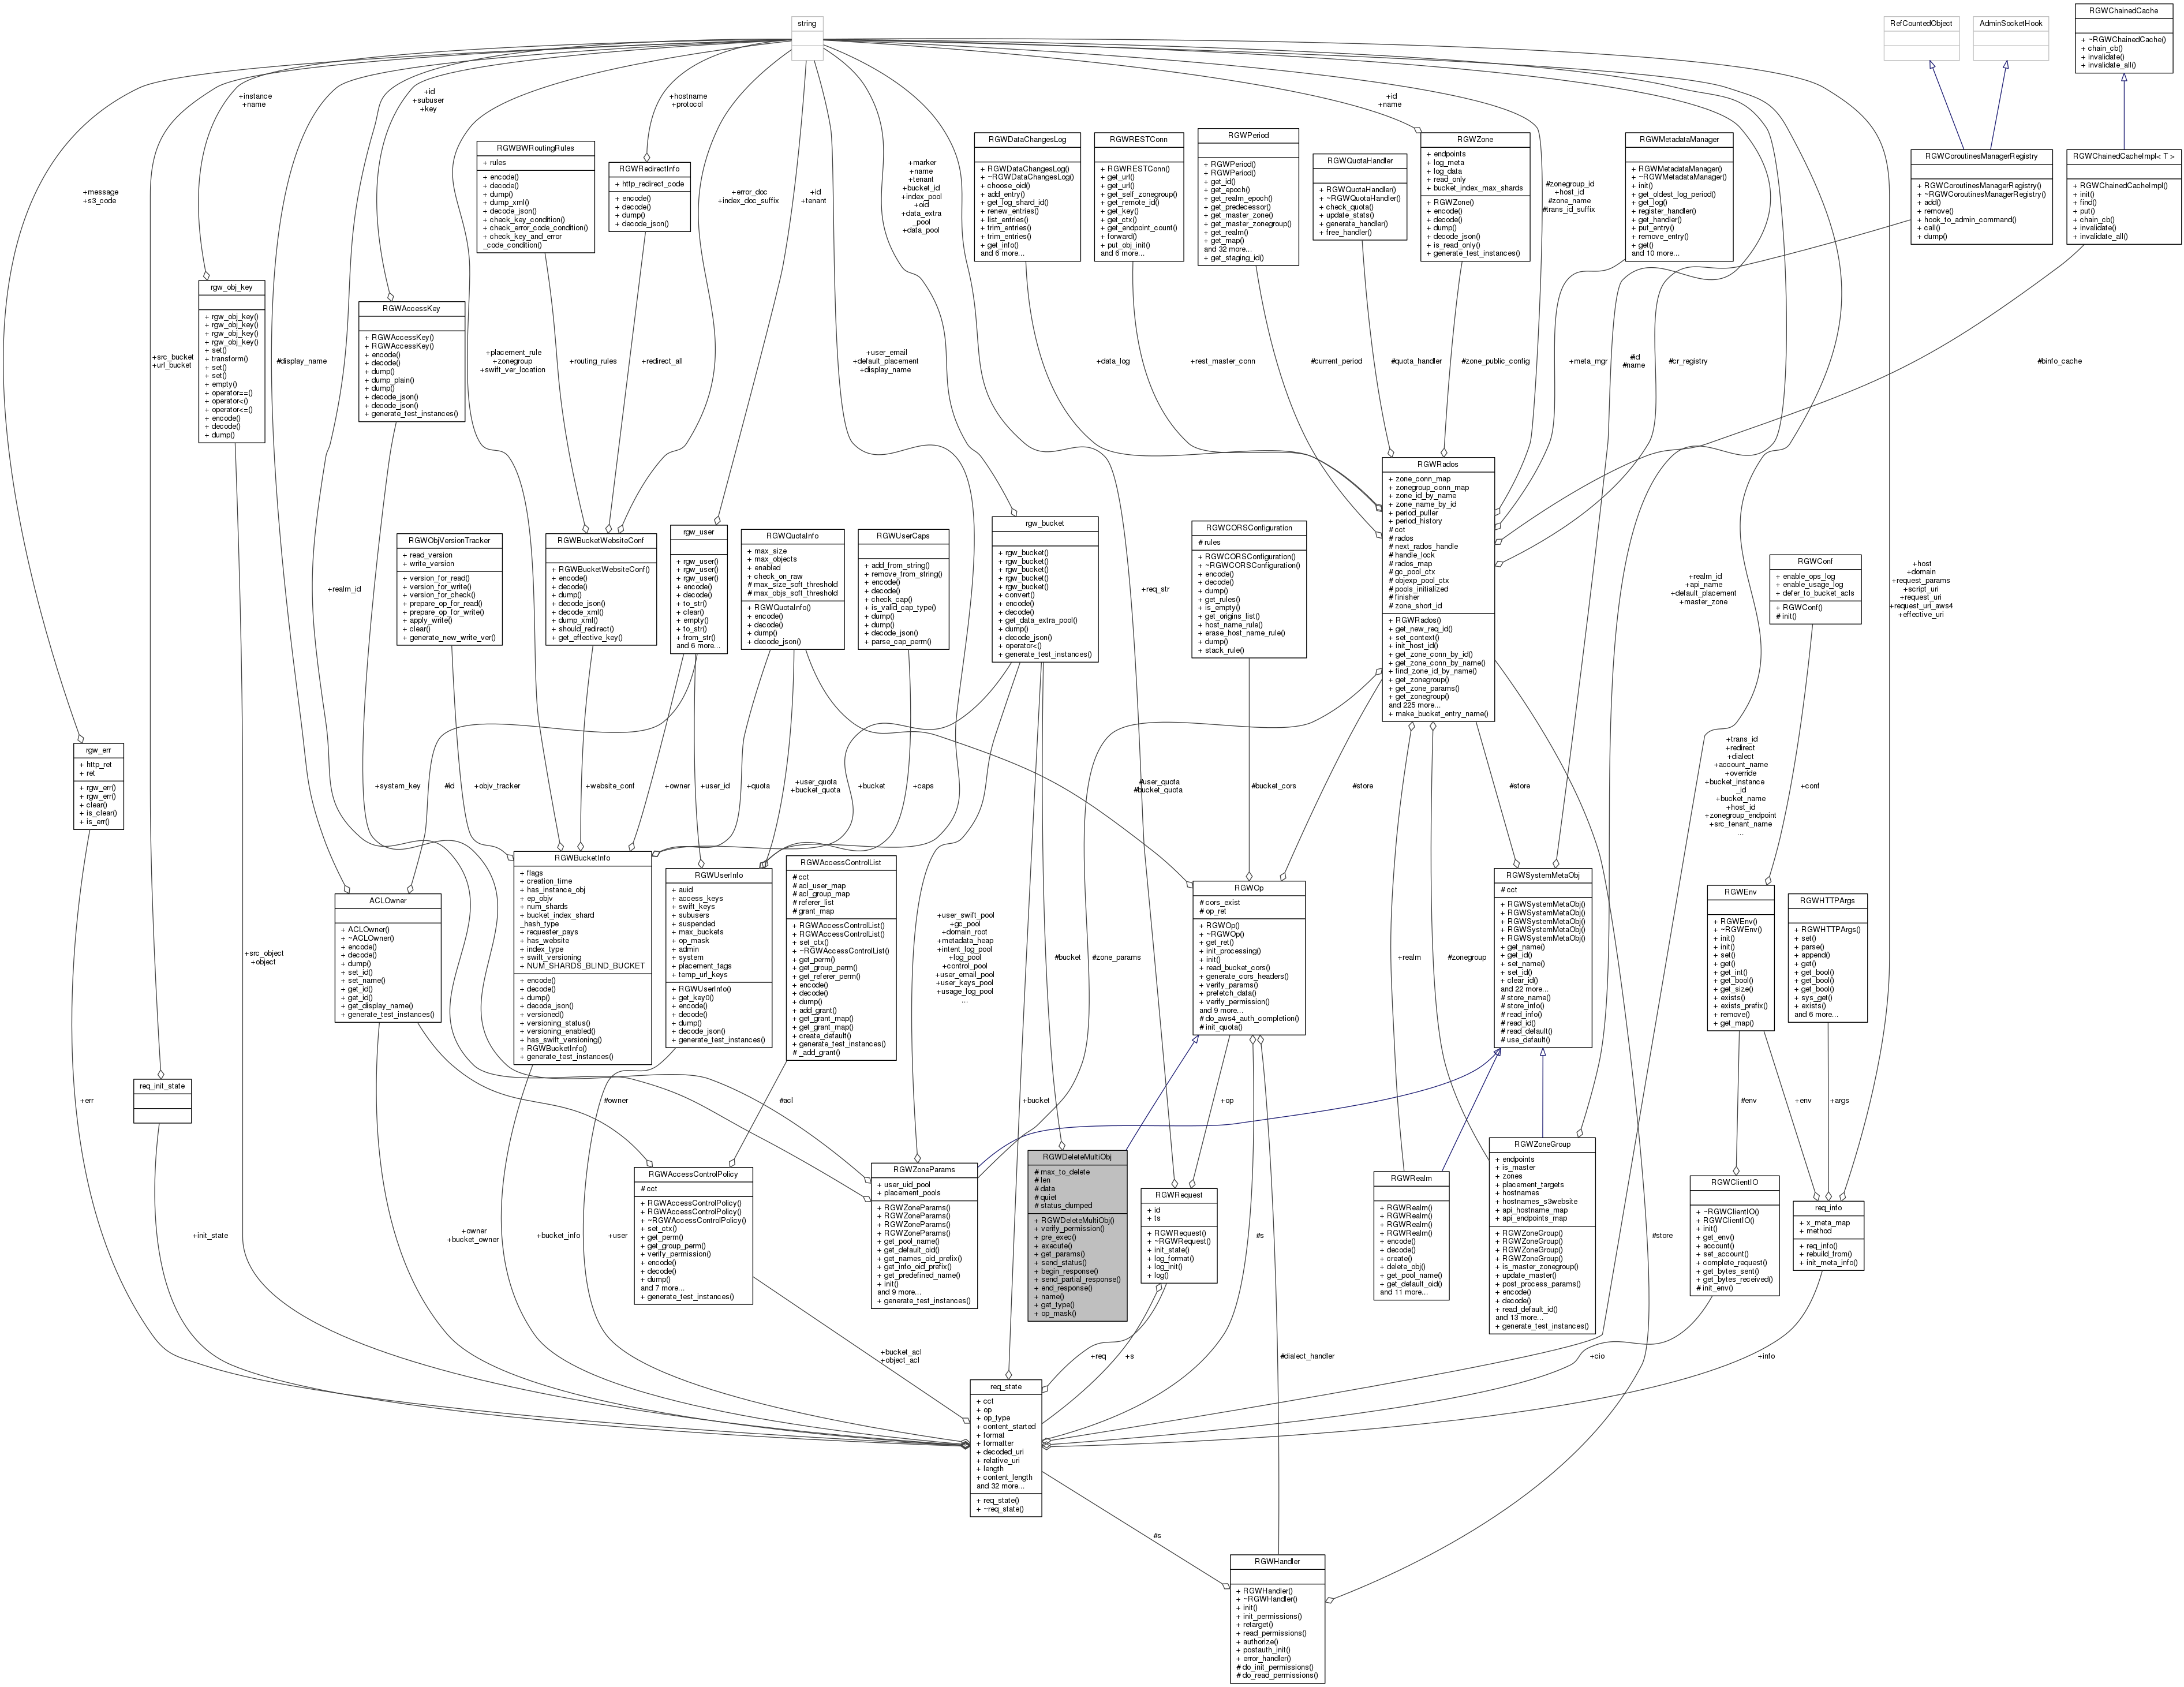 string
RefCountedObject
AdminSocketHook
RGWChainedCache
+ ~RGWChainedCache()
+ chain_cb()
+ invalidate()
+ invalidate_all()
+message
+s3_code
+src_bucket
+url_bucket
+instance
+name
#display_name
+realm_id
+id
+subuser
+key
+placement_rule
+zonegroup
+swift_ver_location
+hostname
+protocol
+error_doc
+index_doc_suffix
+id
+tenant
+user_email
+default_placement
+display_name
+marker
+name
+tenant
+bucket_id
+index_pool
+oid
+data_extra
_pool
+data_pool
+req_str
+id
+name
#zonegroup_id
+host_id
#zone_name
#trans_id_suffix
#id
#name
+realm_id
+api_name
+default_placement
+master_zone
+host
+domain
+request_params
+script_uri
+request_uri
+request_uri_aws4
+effective_uri
RGWBWRoutingRules
+ rules
+ encode()
+ decode()
+ dump()
+ dump_xml()
+ decode_json()
+ check_key_condition()
+ check_error_code_condition()
+ check_key_and_error
_code_condition()
RGWRedirectInfo
+ http_redirect_code
+ encode()
+ decode()
+ dump()
+ decode_json()
RGWDataChangesLog
+ RGWDataChangesLog()
+ ~RGWDataChangesLog()
+ choose_oid()
+ add_entry()
+ get_log_shard_id()
+ renew_entries()
+ list_entries()
+ trim_entries()
+ trim_entries()
+ get_info()
and 6 more...
RGWRESTConn
+ RGWRESTConn()
+ get_url()
+ get_url()
+ get_self_zonegroup()
+ get_remote_id()
+ get_key()
+ get_ctx()
+ get_endpoint_count()
+ forward()
+ put_obj_init()
and 6 more...
RGWPeriod
+ RGWPeriod()
+ RGWPeriod()
+ get_id()
+ get_epoch()
+ get_realm_epoch()
+ get_predecessor()
+ get_master_zone()
+ get_master_zonegroup()
+ get_realm()
+ get_map()
and 32 more...
+ get_staging_id()
RGWQuotaHandler
+ RGWQuotaHandler()
+ ~RGWQuotaHandler()
+ check_quota()
+ update_stats()
+ generate_handler()
+ free_handler()
RGWZone
+ endpoints
+ log_meta
+ log_data
+ read_only
+ bucket_index_max_shards
+ RGWZone()
+ encode()
+ decode()
+ dump()
+ decode_json()
+ is_read_only()
+ generate_test_instances()
RGWMetadataManager
+ RGWMetadataManager()
+ ~RGWMetadataManager()
+ init()
+ get_oldest_log_period()
+ get_log()
+ register_handler()
+ get_handler()
+ put_entry()
+ remove_entry()
+ get()
and 10 more...
RGWCoroutinesManagerRegistry
+ RGWCoroutinesManagerRegistry()
+ ~RGWCoroutinesManagerRegistry()
+ add()
+ remove()
+ hook_to_admin_command()
+ call()
+ dump()
RGWChainedCacheImpl< T >
+ RGWChainedCacheImpl()
+ init()
+ find()
+ put()
+ chain_cb()
+ invalidate()
+ invalidate_all()
rgw_obj_key
+ rgw_obj_key()
+ rgw_obj_key()
+ rgw_obj_key()
+ rgw_obj_key()
+ set()
+ transform()
+ set()
+ set()
+ empty()
+ operator==()
+ operator<()
+ operator<=()
+ encode()
+ decode()
+ dump()
RGWAccessKey
+ RGWAccessKey()
+ RGWAccessKey()
+ encode()
+ decode()
+ dump()
+ dump_plain()
+ dump()
+ decode_json()
+ decode_json()
+ generate_test_instances()
+routing_rules
+redirect_all
+data_log
+rest_master_conn
#current_period
#quota_handler
#zone_public_config
+meta_mgr
#cr_registry
#binfo_cache
RGWRados
+ zone_conn_map
+ zonegroup_conn_map
+ zone_id_by_name
+ zone_name_by_id
+ period_puller
+ period_history
# cct
# rados
# next_rados_handle
# handle_lock
# rados_map
# gc_pool_ctx
# objexp_pool_ctx
# pools_initialized
# finisher
# zone_short_id
+ RGWRados()
+ get_new_req_id()
+ set_context()
+ init_host_id()
+ get_zone_conn_by_id()
+ get_zone_conn_by_name()
+ find_zone_id_by_name()
+ get_zonegroup()
+ get_zone_params()
+ get_zonegroup()
and 225 more...
+ make_bucket_entry_name()
RGWObjVersionTracker
+ read_version
+ write_version
+ version_for_read()
+ version_for_write()
+ version_for_check()
+ prepare_op_for_read()
+ prepare_op_for_write()
+ apply_write()
+ clear()
+ generate_new_write_ver()
RGWBucketWebsiteConf
+ RGWBucketWebsiteConf()
+ encode()
+ decode()
+ dump()
+ decode_json()
+ decode_xml()
+ dump_xml()
+ should_redirect()
+ get_effective_key()
rgw_user
+ rgw_user()
+ rgw_user()
+ rgw_user()
+ encode()
+ decode()
+ to_str()
+ clear()
+ empty()
+ to_str()
+ from_str()
and 6 more...
RGWQuotaInfo
+ max_size
+ max_objects
+ enabled
+ check_on_raw
# max_size_soft_threshold
# max_objs_soft_threshold
+ RGWQuotaInfo()
+ encode()
+ decode()
+ dump()
+ decode_json()
RGWUserCaps
+ add_from_string()
+ remove_from_string()
+ encode()
+ decode()
+ check_cap()
+ is_valid_cap_type()
+ dump()
+ dump()
+ decode_json()
+ parse_cap_perm()
rgw_bucket
+ rgw_bucket()
+ rgw_bucket()
+ rgw_bucket()
+ rgw_bucket()
+ rgw_bucket()
+ convert()
+ encode()
+ decode()
+ get_data_extra_pool()
+ dump()
+ decode_json()
+ operator<()
+ generate_test_instances()
RGWCORSConfiguration
# rules
+ RGWCORSConfiguration()
+ ~RGWCORSConfiguration()
+ encode()
+ decode()
+ dump()
+ get_rules()
+ is_empty()
+ get_origins_list()
+ host_name_rule()
+ erase_host_name_rule()
+ dump()
+ stack_rule()
RGWConf
+ enable_ops_log
+ enable_usage_log
+ defer_to_bucket_acls
+ RGWConf()
# init()
rgw_err
+ http_ret
+ ret
+ rgw_err()
+ rgw_err()
+ clear()
+ is_clear()
+ is_err()
+system_key
#id
+objv_tracker
+website_conf
+owner
+user_id
+quota
+user_quota
+bucket_quota
+bucket
+caps
#user_quota
#bucket_quota
#bucket_cors
#store
#store
+trans_id
+redirect
+dialect
+account_name
+override
+bucket_instance
_id
+bucket_name
+host_id
+zonegroup_endpoint
+src_tenant_name
...
+conf
ACLOwner
+ ACLOwner()
+ ~ACLOwner()
+ encode()
+ decode()
+ dump()
+ set_id()
+ set_name()
+ get_id()
+ get_id()
+ get_display_name()
+ generate_test_instances()
RGWBucketInfo
+ flags
+ creation_time
+ has_instance_obj
+ ep_objv
+ num_shards
+ bucket_index_shard
_hash_type
+ requester_pays
+ has_website
+ index_type
+ swift_versioning
+ NUM_SHARDS_BLIND_BUCKET
+ encode()
+ decode()
+ dump()
+ decode_json()
+ versioned()
+ versioning_status()
+ versioning_enabled()
+ has_swift_versioning()
+ RGWBucketInfo()
+ generate_test_instances()
RGWUserInfo
+ auid
+ access_keys
+ swift_keys
+ subusers
+ suspended
+ max_buckets
+ op_mask
+ admin
+ system
+ placement_tags
+ temp_url_keys
+ RGWUserInfo()
+ get_key0()
+ encode()
+ decode()
+ dump()
+ decode_json()
+ generate_test_instances()
RGWAccessControlList
# cct
# acl_user_map
# acl_group_map
# referer_list
# grant_map
+ RGWAccessControlList()
+ RGWAccessControlList()
+ set_ctx()
+ ~RGWAccessControlList()
+ get_perm()
+ get_group_perm()
+ get_referer_perm()
+ encode()
+ decode()
+ dump()
+ add_grant()
+ get_grant_map()
+ get_grant_map()
+ create_default()
+ generate_test_instances()
# _add_grant()
+user_swift_pool
+gc_pool
+domain_root
+metadata_heap
+intent_log_pool
+log_pool
+control_pool
+user_email_pool
+user_keys_pool
+usage_log_pool
...
#bucket
#zone_params
RGWOp
# cors_exist
# op_ret
+ RGWOp()
+ ~RGWOp()
+ get_ret()
+ init_processing()
+ init()
+ read_bucket_cors()
+ generate_cors_headers()
+ verify_params()
+ prefetch_data()
+ verify_permission()
and 9 more...
# do_aws4_auth_completion()
# init_quota()
+realm
#zonegroup
RGWSystemMetaObj
# cct
+ RGWSystemMetaObj()
+ RGWSystemMetaObj()
+ RGWSystemMetaObj()
+ RGWSystemMetaObj()
+ RGWSystemMetaObj()
+ get_name()
+ get_id()
+ set_name()
+ set_id()
+ clear_id()
and 22 more...
# store_name()
# store_info()
# read_info()
# read_id()
# read_default()
# use_default()
RGWEnv
+ RGWEnv()
+ ~RGWEnv()
+ init()
+ init()
+ set()
+ get()
+ get_int()
+ get_bool()
+ get_size()
+ exists()
+ exists_prefix()
+ remove()
+ get_map()
RGWHTTPArgs
+ RGWHTTPArgs()
+ set()
+ parse()
+ append()
+ get()
+ get_bool()
+ get_bool()
+ get_bool()
+ sys_get()
+ exists()
and 6 more...
+src_object
+object
req_init_state
+err
#owner
#acl
+bucket
+op
#env
+env
+args
RGWAccessControlPolicy
# cct
+ RGWAccessControlPolicy()
+ RGWAccessControlPolicy()
+ ~RGWAccessControlPolicy()
+ set_ctx()
+ get_perm()
+ get_group_perm()
+ verify_permission()
+ encode()
+ decode()
+ dump()
and 7 more...
+ generate_test_instances()
RGWZoneParams
+ user_uid_pool
+ placement_pools
+ RGWZoneParams()
+ RGWZoneParams()
+ RGWZoneParams()
+ RGWZoneParams()
+ get_pool_name()
+ get_default_oid()
+ get_names_oid_prefix()
+ get_info_oid_prefix()
+ get_predefined_name()
+ init()
and 9 more...
+ generate_test_instances()
RGWDeleteMultiObj
# max_to_delete
# len
# data
# quiet
# status_dumped
+ RGWDeleteMultiObj()
+ verify_permission()
+ pre_exec()
+ execute()
+ get_params()
+ send_status()
+ begin_response()
+ send_partial_response()
+ end_response()
+ name()
+ get_type()
+ op_mask()
RGWRequest
+ id
+ ts
+ RGWRequest()
+ ~RGWRequest()
+ init_state()
+ log_format()
+ log_init()
+ log()
RGWRealm
+ RGWRealm()
+ RGWRealm()
+ RGWRealm()
+ RGWRealm()
+ encode()
+ decode()
+ create()
+ delete_obj()
+ get_pool_name()
+ get_default_oid()
and 11 more...
RGWZoneGroup
+ endpoints
+ is_master
+ zones
+ placement_targets
+ hostnames
+ hostnames_s3website
+ api_hostname_map
+ api_endpoints_map
+ RGWZoneGroup()
+ RGWZoneGroup()
+ RGWZoneGroup()
+ RGWZoneGroup()
+ is_master_zonegroup()
+ update_master()
+ post_process_params()
+ encode()
+ decode()
+ read_default_id()
and 13 more...
+ generate_test_instances()
RGWClientIO
+ ~RGWClientIO()
+ RGWClientIO()
+ init()
+ get_env()
+ account()
+ set_account()
+ complete_request()
+ get_bytes_sent()
+ get_bytes_received()
# init_env()
req_info
+ x_meta_map
+ method
+ req_info()
+ rebuild_from()
+ init_meta_info()
+init_state
+owner
+bucket_owner
+bucket_info
+user
#s
#store
+bucket_acl
+object_acl
+req
+s
#dialect_handler
+cio
+info
req_state
+ cct
+ op
+ op_type
+ content_started
+ format
+ formatter
+ decoded_uri
+ relative_uri
+ length
+ content_length
and 32 more...
+ req_state()
+ ~req_state()
#s
RGWHandler
+ RGWHandler()
+ ~RGWHandler()
+ init()
+ init_permissions()
+ retarget()
+ read_permissions()
+ authorize()
+ postauth_init()
+ error_handler()
# do_init_permissions()
# do_read_permissions()